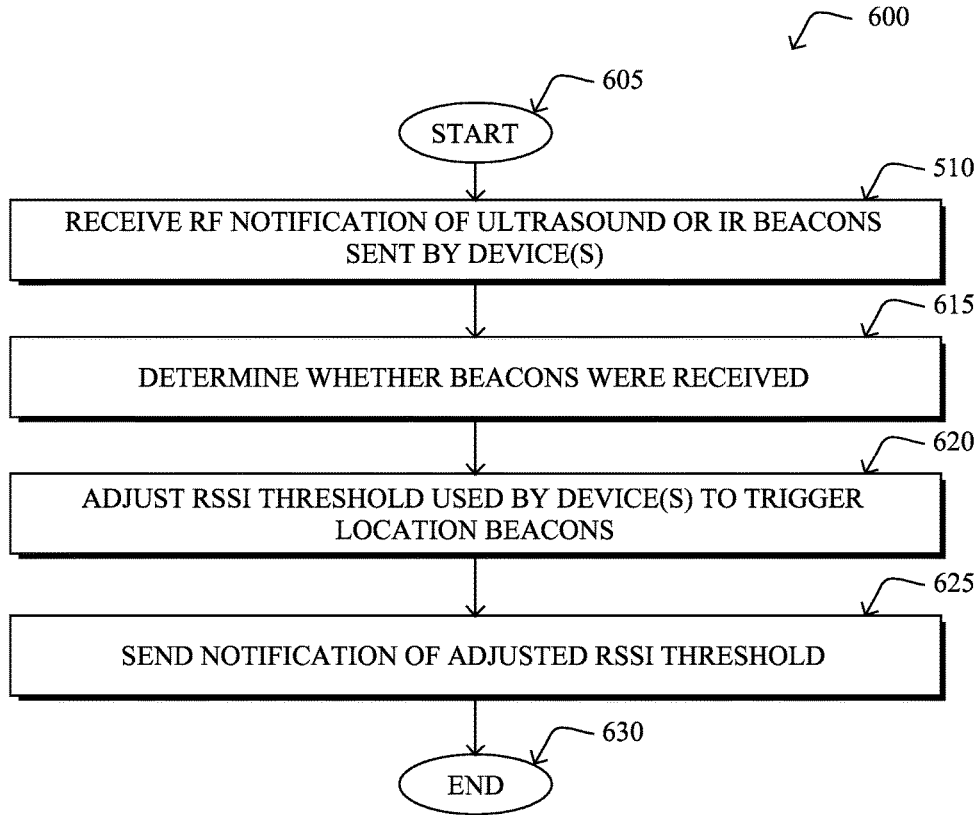 600
605
START
510
RECEIVE RF NOTIFICATION OF ULTRASOUND OR IR BEACONS
SENT BY DEVICE(S)
615
DETERMINE WHETHER BEACONS WERE RECEIVED
620
ADJUST RSSI THRESHOLD USED BY DEVICE(S) TO TRIGGER
LOCATION BEACONS
625
SEND NOTIFICATION OF ADJUSTED RSSI THRESHOLD
630
END